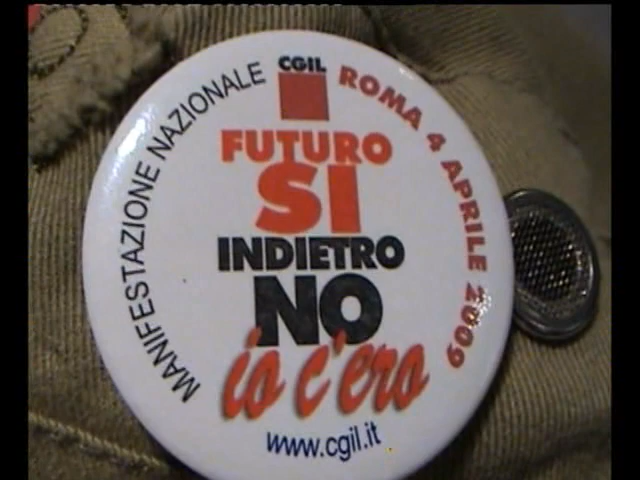 MANIFESTAZIONE NAZIONALE
CGIL
ROMA 4 APRILE 2009
FUTURO
SI
INDIETRO
NO
io c'ero
www.cgil.it